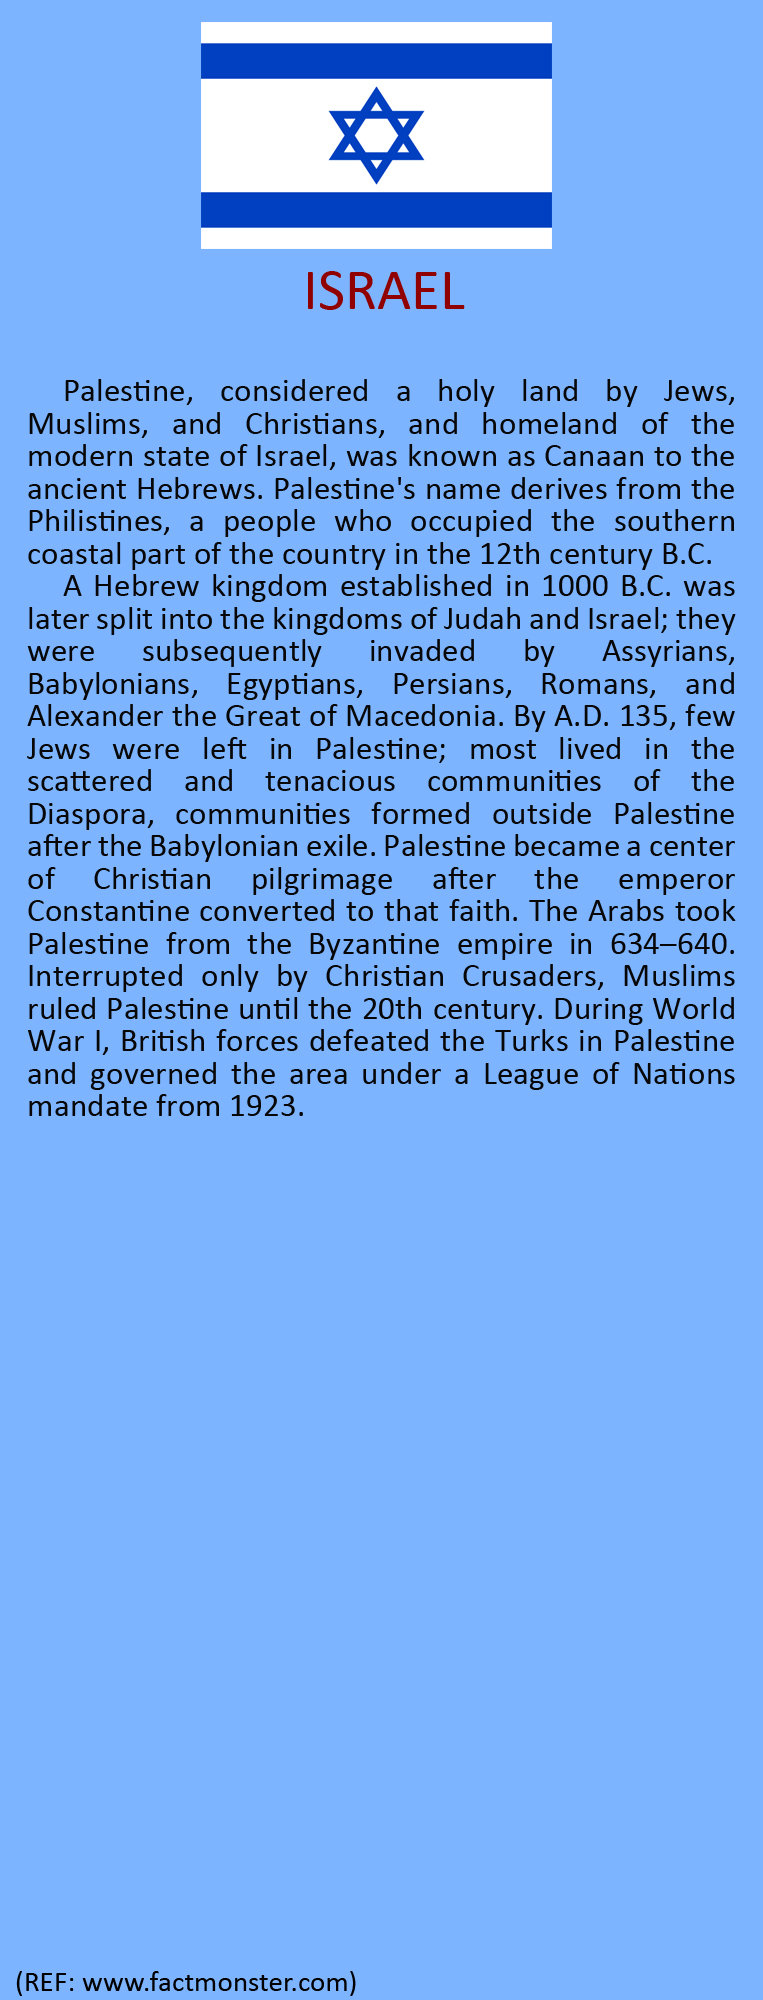 ISRAEL
Palestine, considered a holy land by Jews,
Muslims, and Christians, and homeland of the
modern state of Israel, was known as Canaan to the
ancient Hebrews. Palestine's name derives from the
Philistines, a people who occupied the southern
coastal part of the country in the 12th century B.C.
A Hebrew kingdom established in 1000 B.C. was
later split into the kingdoms of Judah and Israel; they
were subsequently invaded by Assyrians,
Babylonians, Egyptians, Persians, Romans, and
Alexander the Great of Macedonia. By A.D. 135, few
Jews were left in Palestine; most lived in the
scattered and tenacious communities of the
Diaspora, communities formed outside Palestine
after the Babylonian exile. Palestine became a center
of Christian pilgrimage after the emperor
Constantine converted to that faith. The Arabs took
Palestine from the Byzantine empire in 634–640.
Interrupted only by Christian Crusaders, Muslims
ruled Palestine until the 20th century. During World
War I, British forces defeated the Turks in Palestine
and governed the area under a League of Nations
mandate from 1923.
(REF: www.factmonster.com)